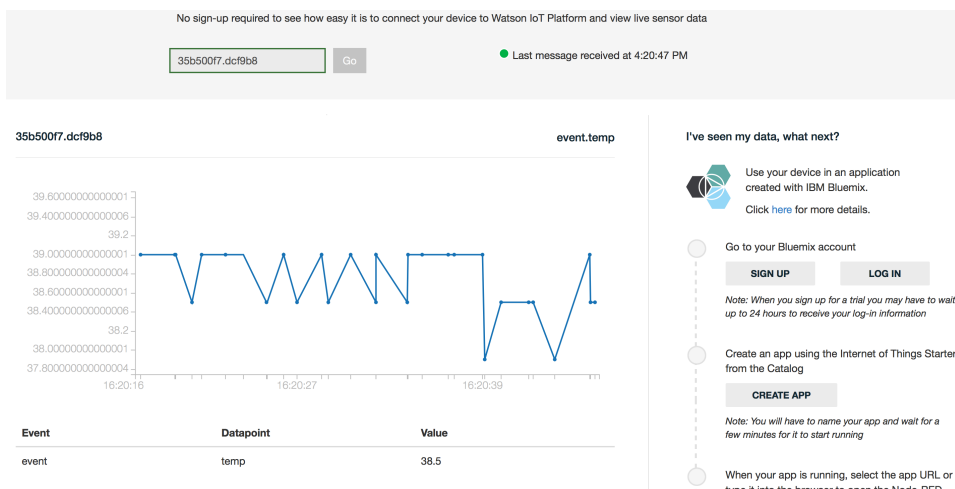 No sign-up required to see how easy it is to connect your device to Watson IoT Platform and view live sensor data
35b500f7.dcf9b8
Go
Last message received at 4:20:47 PM
35b500f7.dcf9b8
event.temp
39.60000000000001
39.400000000000006
39.2
39.00000000000001
38.800000000000004
38.60000000000001
38.400000000000006
38.2
38.00000000000001
37.800000000000004
16:20:16
16:20:27
16:20:39
Event Datapoint Value
event temp 38.5
I've seen my data, what next?
Use your device in an application
created with IBM Bluemix.
Click here for more details.
Go to your Bluemix account
SIGN UP
LOG IN
Note: When you sign up for a trial you may have to wait
up to 24 hours to receive your log-in information
Create an app using the Internet of Things Starter
from the Catalog
CREATE APP
Note: You will have to name your app and wait for a
few minutes for it to start running
When your app is running, select the app URL or
type it into the browser to open the Node-RED